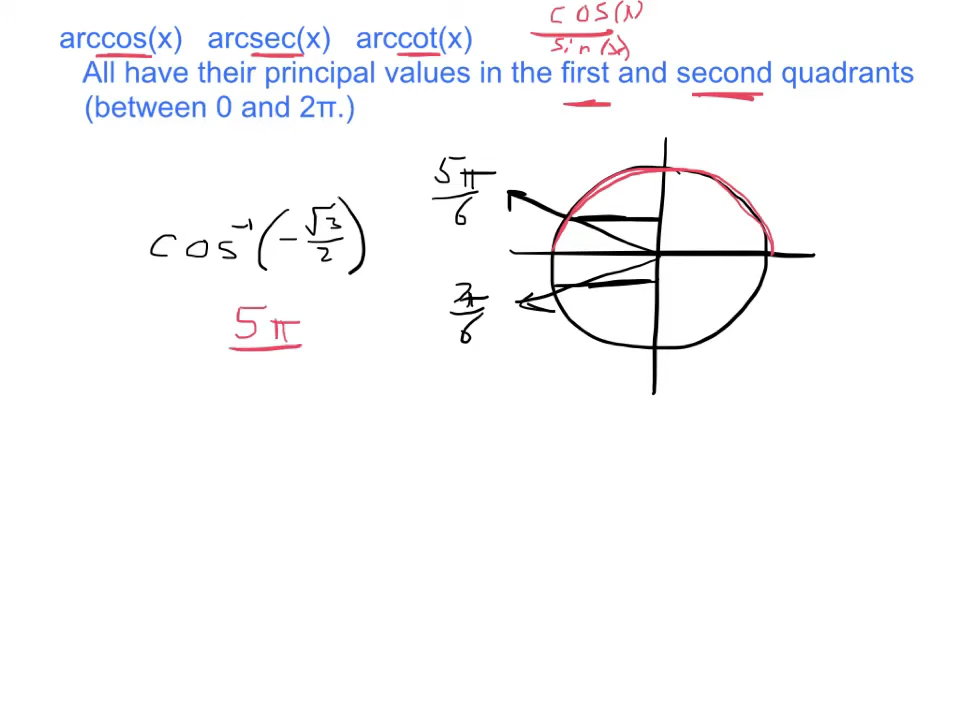 cos(x)
arccos(x) arcsec(x) arccot(x)
sin(x)
All have their principal values in the first and second quadrants
(between 0 and 2π.)
5π
6
cos⁻¹(-√3/2)
7π
6
5π